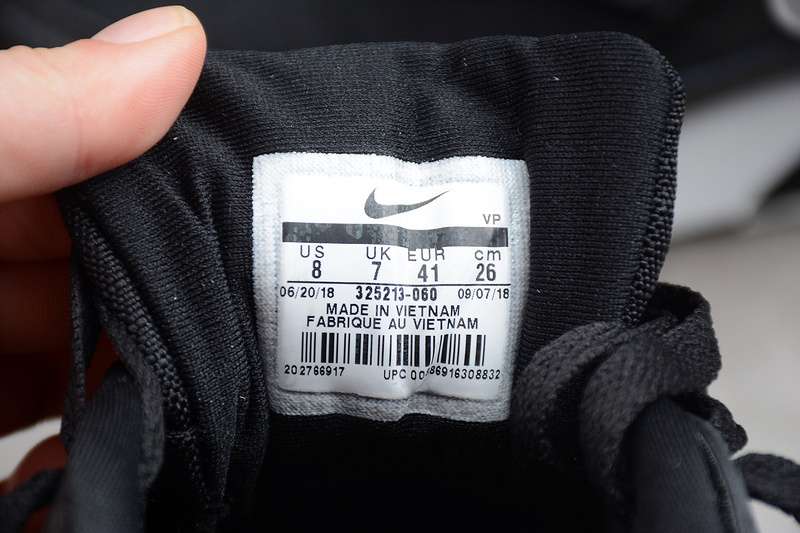 VP
US UK EUR cm
8 7 41 26
06/20/18 325213-060 09/07/18
MADE IN VIETNAM
FABRIQUE AU VIETNAM
202766917 UPC 00